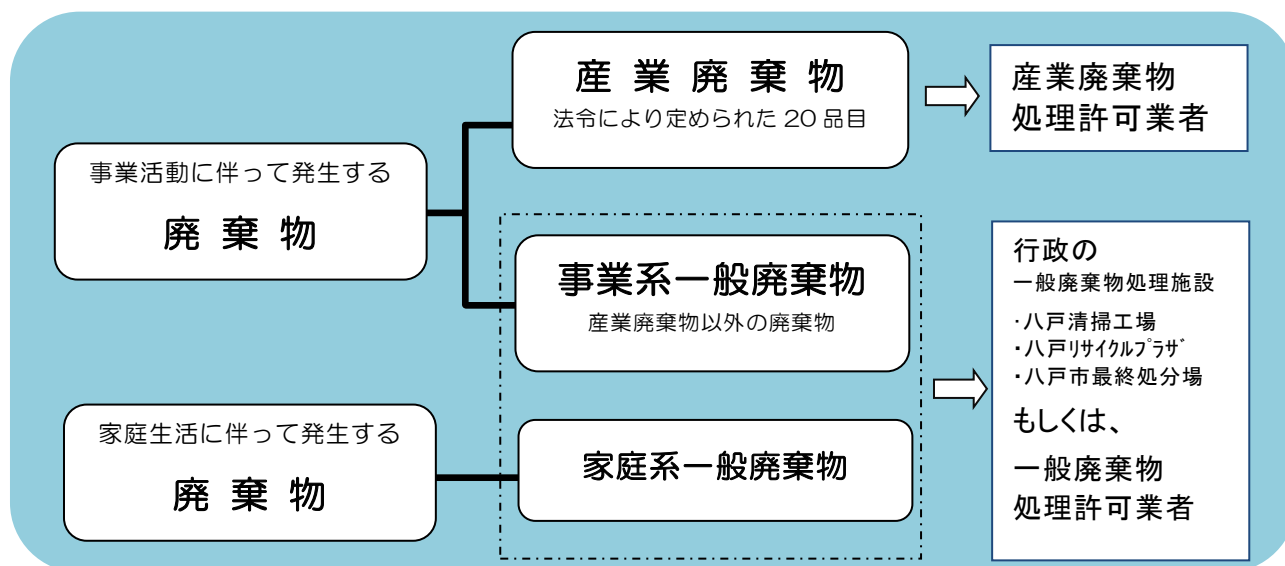 事業活動に伴って発生する
廃棄物
産業廃棄物
法令により定められた 20 品目
産業廃棄物
処理許可業者
事業系一般廃棄物
産業廃棄物以外の廃棄物
家庭生活に伴って発生する
廃棄物
家庭系一般廃棄物
行政の
一般廃棄物処理施設
・八戸清掃工場
・八戸ﾘｻｲｸﾙﾌﾟﾗｻﾞ
・八戸市最終処分場
もしくは、
一般廃棄物
処理許可業者